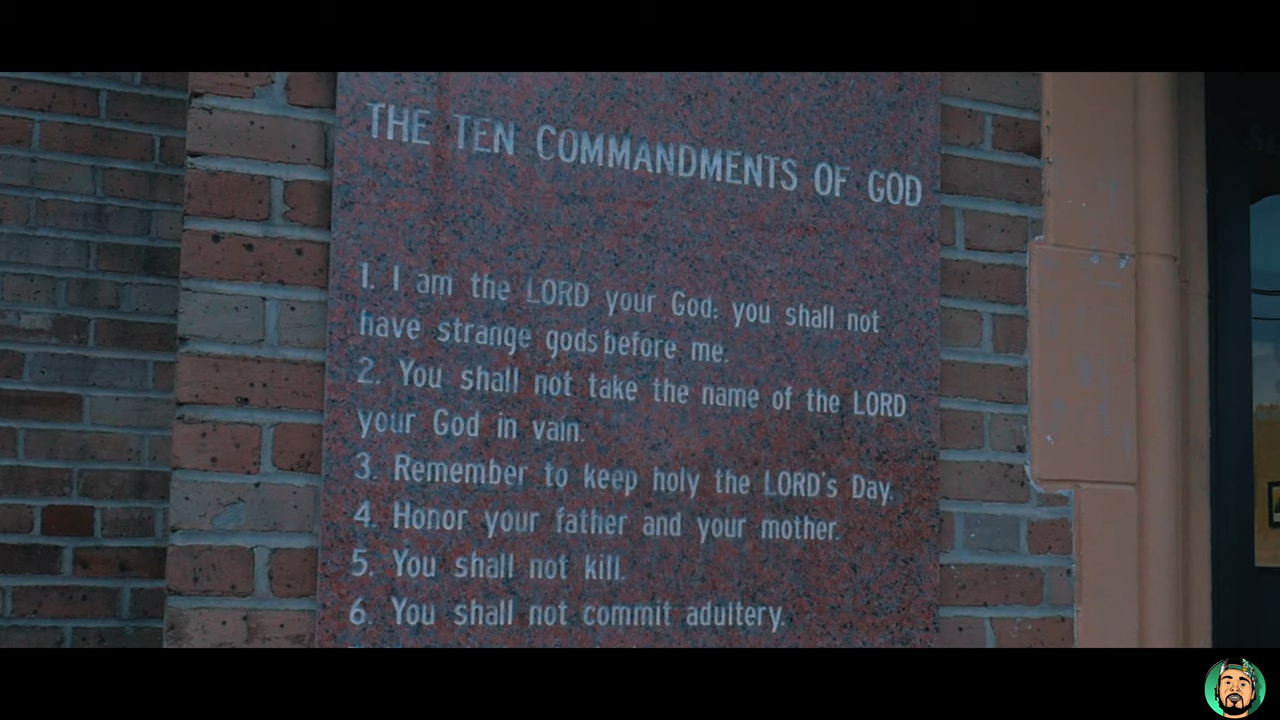 THE TEN COMMANDMENTS OF GOD
1. I am the LORD your God: you shall not
have strange gods before me.
2. You shall not take the name of the LORD
your God in vain.
3. Remember to keep holy the LORD's Day.
4. Honor your father and your mother.
5. You shall not kill.
6. You shall not commit adultery.